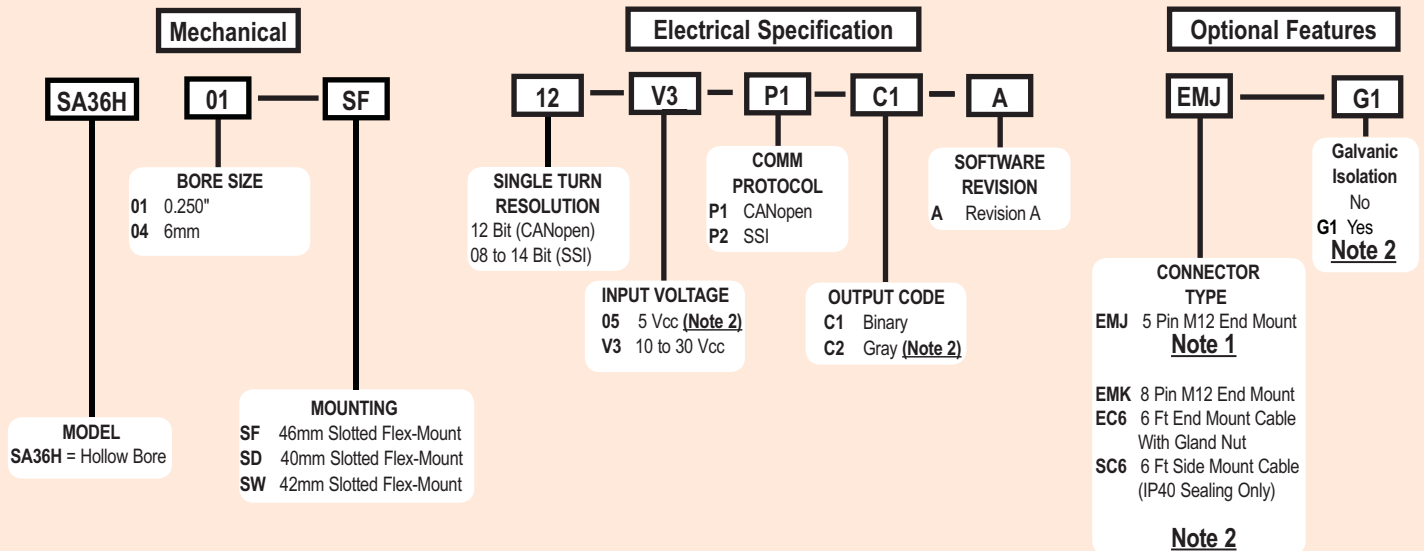 Mechanical
Electrical Specification
Optional Features
SA36H
01
SF
12
V3
P1
C1
A
EMJ
G1
BORE SIZE
01 0.250"
04 6mm
SINGLE TURN
RESOLUTION
12 Bit (CANopen)
08 to 14 Bit (SSI)
COMM
PROTOCOL
P1 CANopen
P2 SSI
SOFTWARE
REVISION
A Revision A
Galvanic
Isolation
No
G1 Yes
Note 2
INPUT VOLTAGE
05 5 Vcc (Note 2)
V3 10 to 30 Vcc
OUTPUT CODE
C1 Binary
C2 Gray (Note 2)
CONNECTOR
TYPE
EMJ 5 Pin M12 End Mount
Note 1
EMK 8 Pin M12 End Mount
EC6 6 Ft End Mount Cable
With Gland Nut
SC6 6 Ft Side Mount Cable
(IP40 Sealing Only)
Note 2
MODEL
SA36H = Hollow Bore
MOUNTING
SF 46mm Slotted Flex-Mount
SD 40mm Slotted Flex-Mount
SW 42mm Slotted Flex-Mount